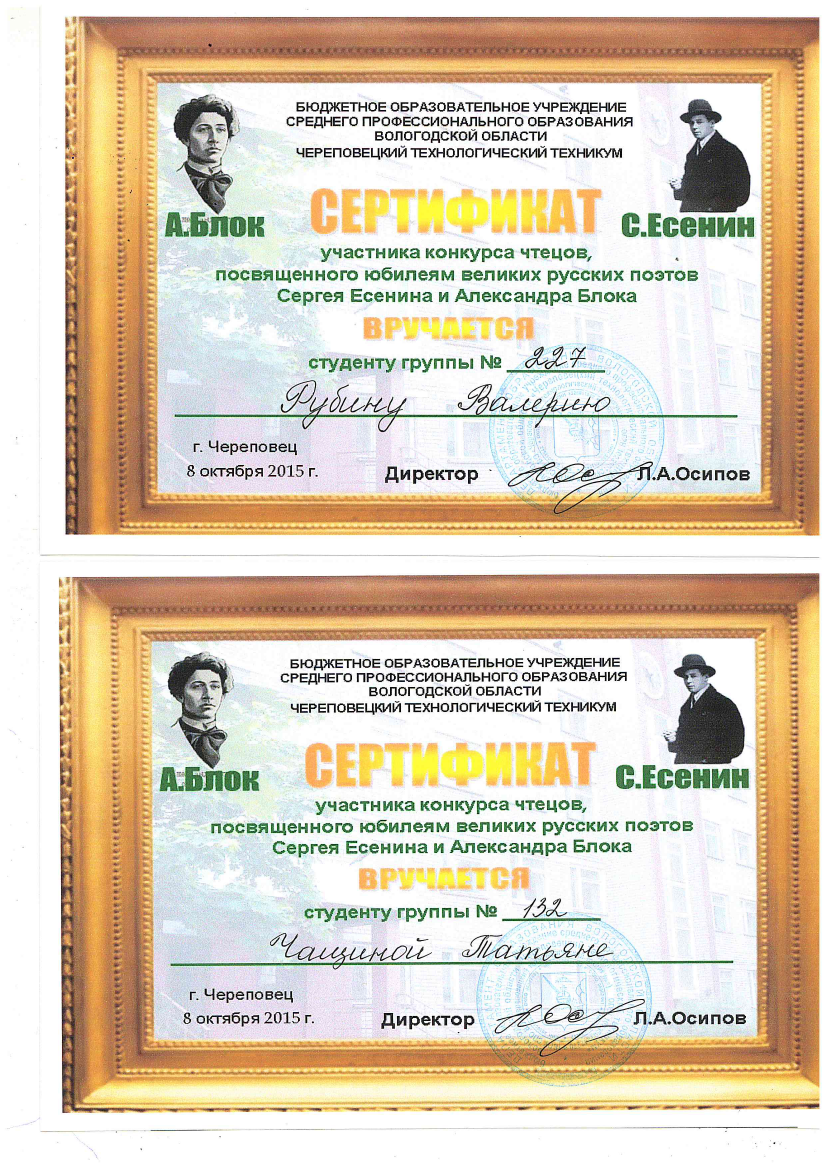 БЮДЖЕТНОЕ ОБРАЗОВАТЕЛЬНОЕ УЧРЕЖДЕНИЕ
СРЕДНЕГО ПРОФЕССИОНАЛЬНОГО ОБРАЗОВАНИЯ
ВОЛОГОДСКОЙ ОБЛАСТИ
ЧЕРЕПОВЕЦКИЙ ТЕХНОЛОГИЧЕСКИЙ ТЕХНИКУМ
А.Блок СЕРТИФИКАТ С.Есенин
участника конкурса чтецов,
посвященного юбилеям великих русских поэтов
Сергея Есенина и Александра Блока
ВРУЧАЕТСЯ
студенту группы № 227
Рубину Валерию
г. Череповец
8 октября 2015 г. Директор Л.А.Осипов
БЮДЖЕТНОЕ ОБРАЗОВАТЕЛЬНОЕ УЧРЕЖДЕНИЕ
СРЕДНЕГО ПРОФЕССИОНАЛЬНОГО ОБРАЗОВАНИЯ
ВОЛОГОДСКОЙ ОБЛАСТИ
ЧЕРЕПОВЕЦКИЙ ТЕХНОЛОГИЧЕСКИЙ ТЕХНИКУМ
А.Блок СЕРТИФИКАТ С.Есенин
участника конкурса чтецов,
посвященного юбилеям великих русских поэтов
Сергея Есенина и Александра Блока
ВРУЧАЕТСЯ
студенту группы № 132
Чащиной Татьяне
г. Череповец
8 октября 2015 г. Директор Л.А.Осипов